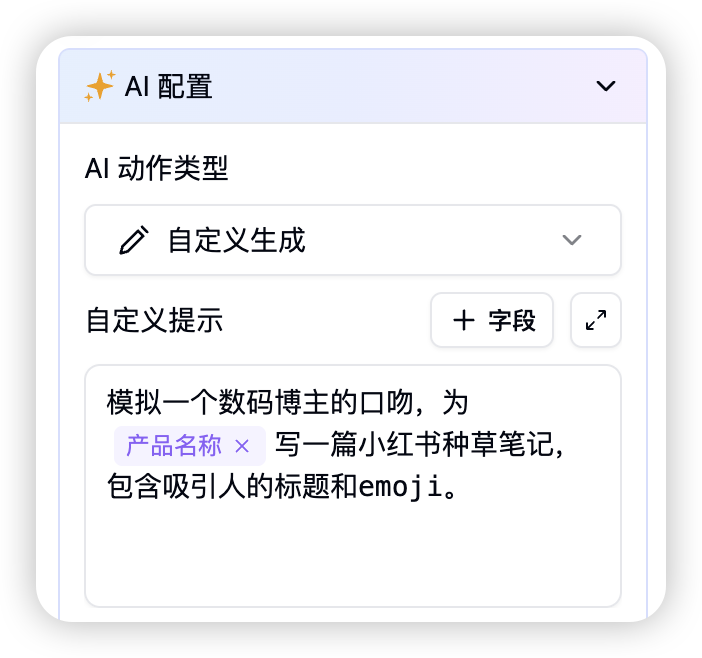 AI 配置
AI 动作类型
自定义生成
自定义提示
+ 字段
模拟一个数码博主的口吻，为
产品名称 × 写一篇小红书种草笔记，
包含吸引人的标题和emoji。